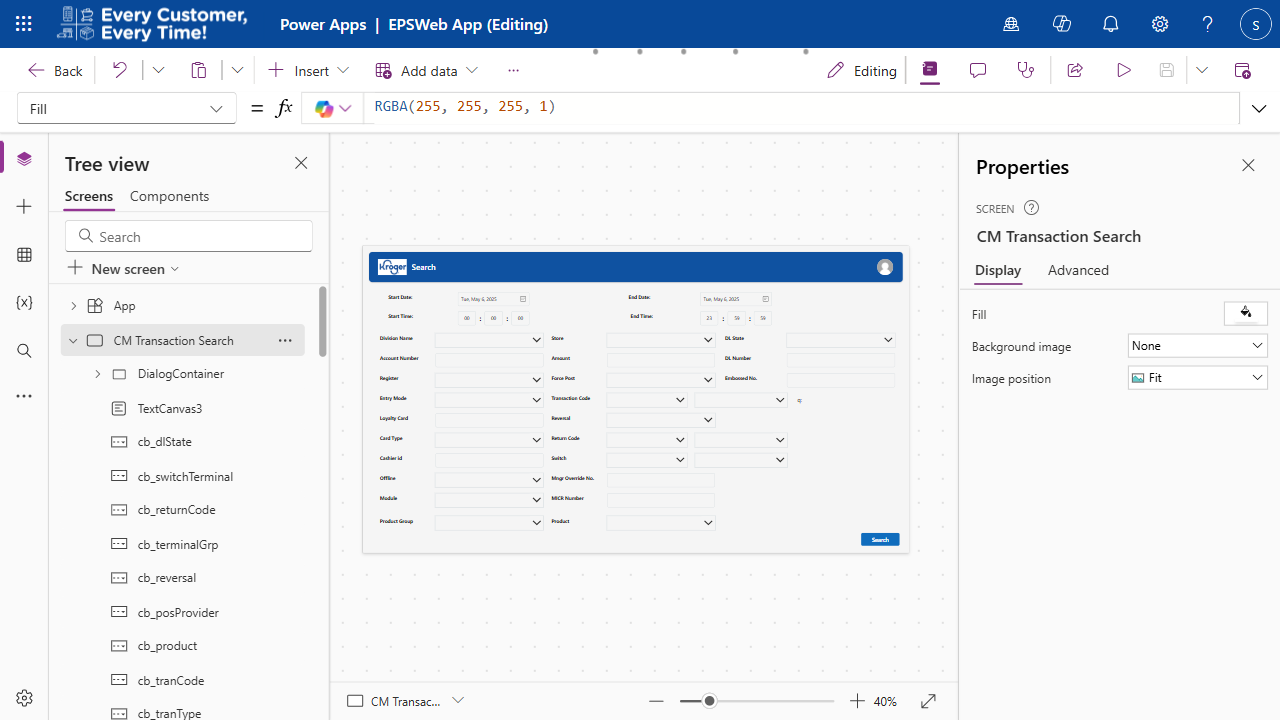 Every Customer, Every Time! Power Apps | EPSWeb App (Editing) S
Back Insert Add data Editing
Fill = fx RGBA(255, 255, 255, 1)
Tree view
Screens Components
Search
New screen
App
CM Transaction Search
DialogContainer
TextCanvas3
cb_dlState
cb_switchTerminal
cb_returnCode
cb_terminalGrp
cb_reversal
cb_posProvider
cb_product
cb_tranCode
cb_tranType
Kroger Search
Start Date: Tue, May 6, 2025 End Date: Tue, May 6, 2025
Start Time: 00 : 00 : 00 End Time: 23 : 59 : 59
Division Name Store DL State
Account Number Amount DL Number
Register Force Post Embossed No.
Entry Mode Transaction Code
Loyalty Card Reversal
Card Type Return Code
Cashier id Switch
Offline Mngr Override No.
Module MICR Number
Product Group Product
Search
CM Transac... 40%
Properties
SCREEN
CM Transaction Search
Display Advanced
Fill
Background image None
Image position Fit